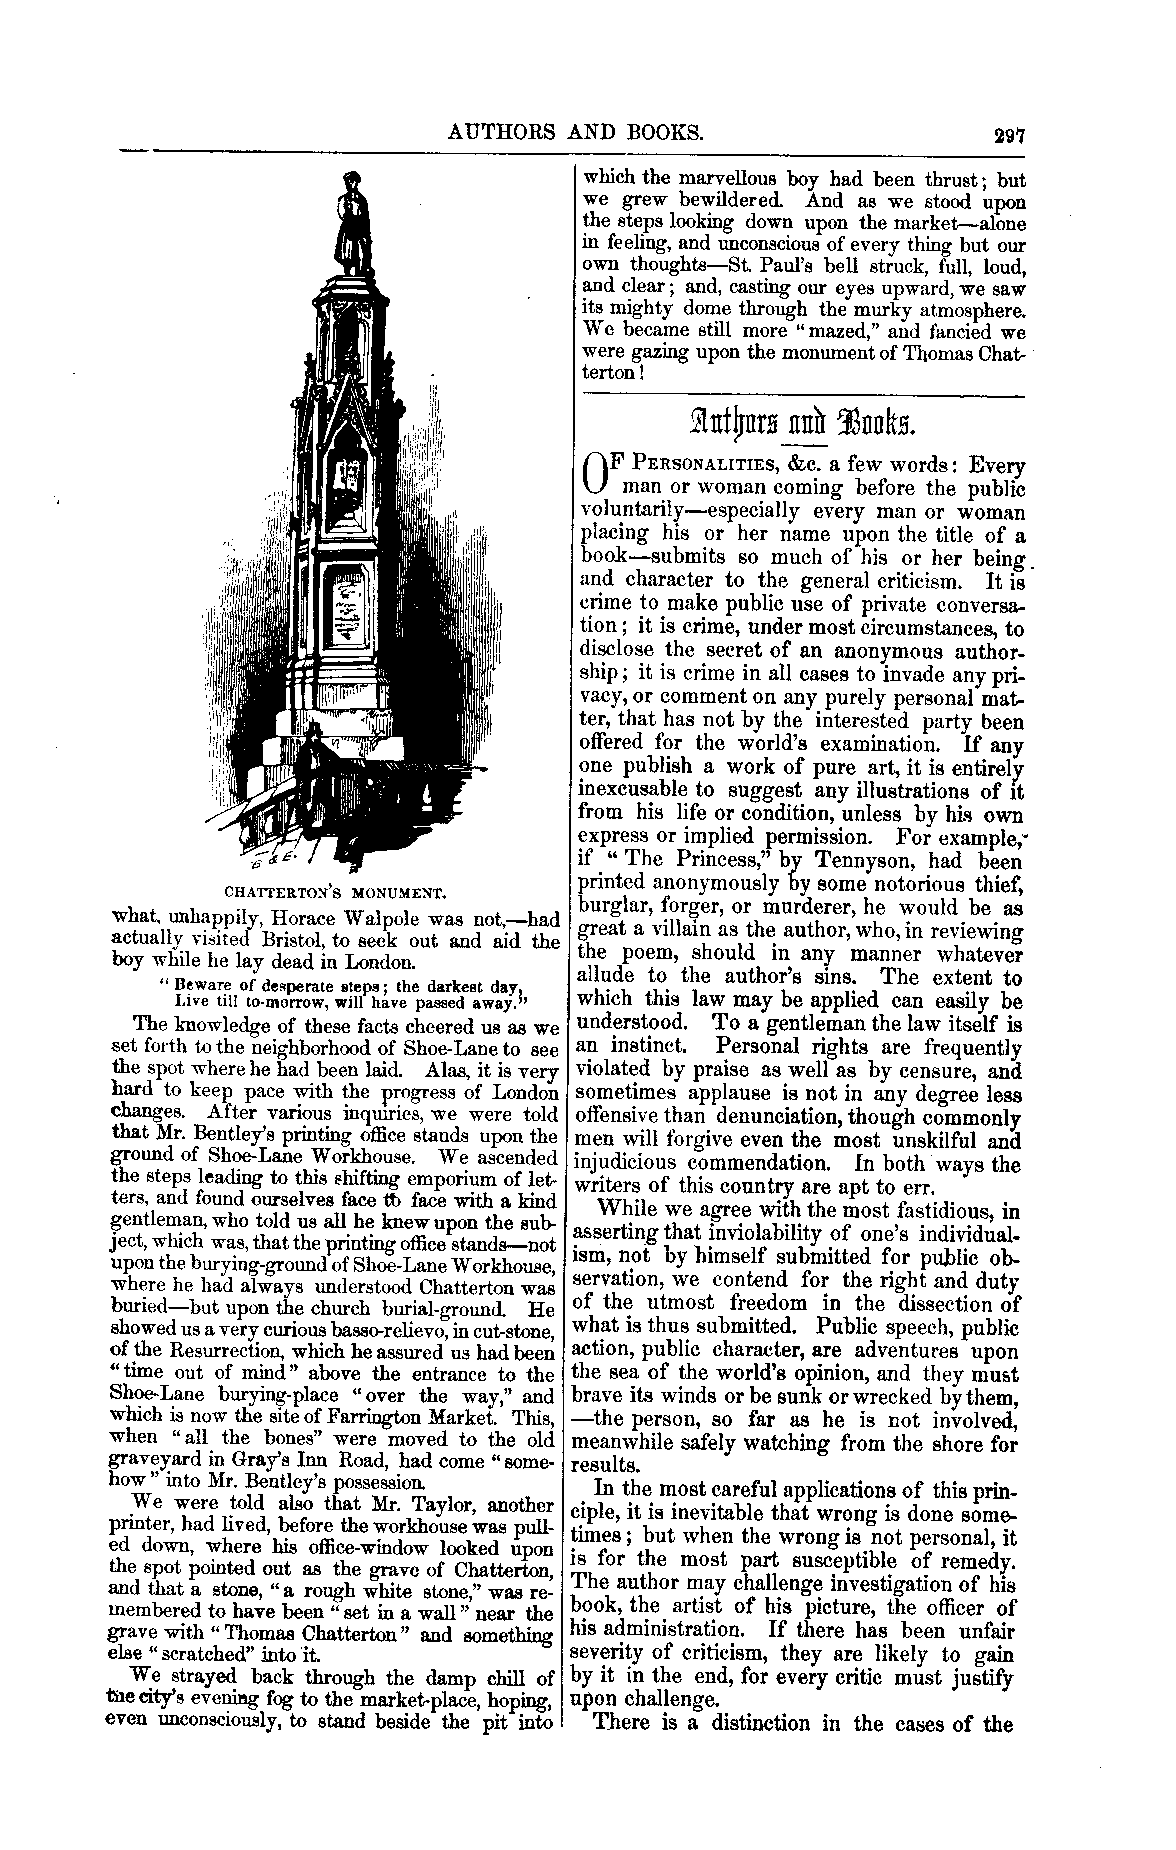 AUTHORS AND BOOKS.
297
G & E.
CHATTERTON'S MONUMENT.
what, unhappily, Horace Walpole was not,—had
actually visited Bristol, to seek out and aid the
boy while he lay dead in London.
"Beware of desperate steps; the darkest day,
Live till to-morrow, will have passed away."
The knowledge of these facts cheered us as we
set forth to the neighborhood of Shoe-Lane to see
the spot where he had been laid. Alas, it is very
hard to keep pace with the progress of London
changes. After various inquiries, we were told
that Mr. Bentley's printing office stands upon the
ground of Shoe-Lane Workhouse. We ascended
the steps leading to this shifting emporium of let-
ters, and found ourselves face to face with a kind
gentleman, who told us all he knew upon the sub-
ject, which was, that the printing office stands—not
upon the burying-ground of Shoe-Lane Workhouse,
where he had always understood Chatterton was
buried—but upon the church burial-ground. He
showed us a very curious basso-relievo, in cut-stone,
of the Resurrection, which he assured us had been
"time out of mind" above the entrance to the
Shoe-Lane burying-place "over the way," and
which is now the site of Farrington Market. This,
when "all the bones" were moved to the old
graveyard in Gray's Inn Road, had come "some-
how" into Mr. Bentley's possession.
We were told also that Mr. Taylor, another
printer, had lived, before the workhouse was pull-
ed down, where his office-window looked upon
the spot pointed out as the grave of Chatterton,
and that a stone, "a rough white stone," was re-
membered to have been "set in a wall" near the
grave with "Thomas Chatterton" and something
else "scratched" into it.
We strayed back through the damp chill of
the city's evening fog to the market-place, hoping,
even unconsciously, to stand beside the pit into
which the marvellous boy had been thrust; but
we grew bewildered. And as we stood upon
the steps looking down upon the market—alone
in feeling, and unconscious of every thing but our
own thoughts—St. Paul's bell struck, full, loud,
and clear; and, casting our eyes upward, we saw
its mighty dome through the murky atmosphere.
We became still more "mazed," and fancied we
were gazing upon the monument of Thomas Chat-
terton!
Authors and Books.
OF PERSONALITIES, &c. a few words: Every
man or woman coming before the public
voluntarily—especially every man or woman
placing his or her name upon the title of a
book—submits so much of his or her being
and character to the general criticism. It is
crime to make public use of private conversa-
tion; it is crime, under most circumstances, to
disclose the secret of an anonymous author-
ship; it is crime in all cases to invade any pri-
vacy, or comment on any purely personal mat-
ter, that has not by the interested party been
offered for the world's examination. If any
one publish a work of pure art, it is entirely
inexcusable to suggest any illustrations of it
from his life or condition, unless by his own
express or implied permission. For example,
if "The Princess," by Tennyson, had been
printed anonymously by some notorious thief,
burglar, forger, or murderer, he would be as
great a villain as the author, who, in reviewing
the poem, should in any manner whatever
allude to the author's sins. The extent to
which this law may be applied can easily be
understood. To a gentleman the law itself is
an instinct. Personal rights are frequently
violated by praise as well as by censure, and
sometimes applause is not in any degree less
offensive than denunciation, though commonly
men will forgive even the most unskilful and
injudicious commendation. In both ways the
writers of this country are apt to err.
While we agree with the most fastidious, in
asserting that inviolability of one's individual-
ism, not by himself submitted for public ob-
servation, we contend for the right and duty
of the utmost freedom in the dissection of
what is thus submitted. Public speech, public
action, public character, are adventures upon
the sea of the world's opinion, and they must
brave its winds or be sunk or wrecked by them,
—the person, so far as he is not involved,
meanwhile safely watching from the shore for
results.
In the most careful applications of this prin-
ciple, it is inevitable that wrong is done some-
times; but when the wrong is not personal, it
is for the most part susceptible of remedy.
The author may challenge investigation of his
book, the artist of his picture, the officer of
his administration. If there has been unfair
severity of criticism, they are likely to gain
by it in the end, for every critic must justify
upon challenge.
There is a distinction in the cases of the